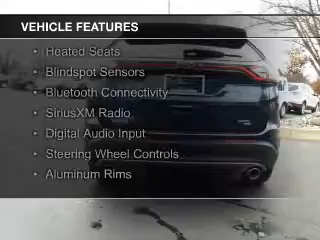 VEHICLE FEATURES
• Heated Seats
• Blindspot Sensors
• Bluetooth Connectivity
• SiriusXM Radio
• Digital Audio Input
• Steering Wheel Controls
• Aluminum Rims